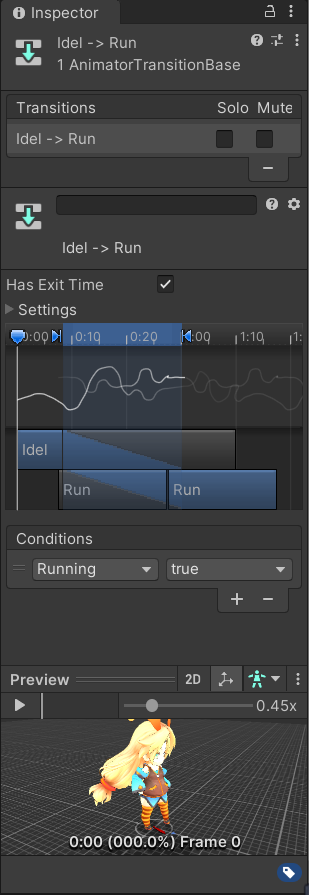 Inspector
Idel -> Run
1 AnimatorTransitionBase
Transitions Solo Mute
Idel -> Run
Idel -> Run
Has Exit Time
Settings
0:00 0:10 0:20 1:00 1:10 1:
Idel
Run Run
Conditions
Running true
Preview 2D
0.45x
0:00 (000.0%) Frame 0